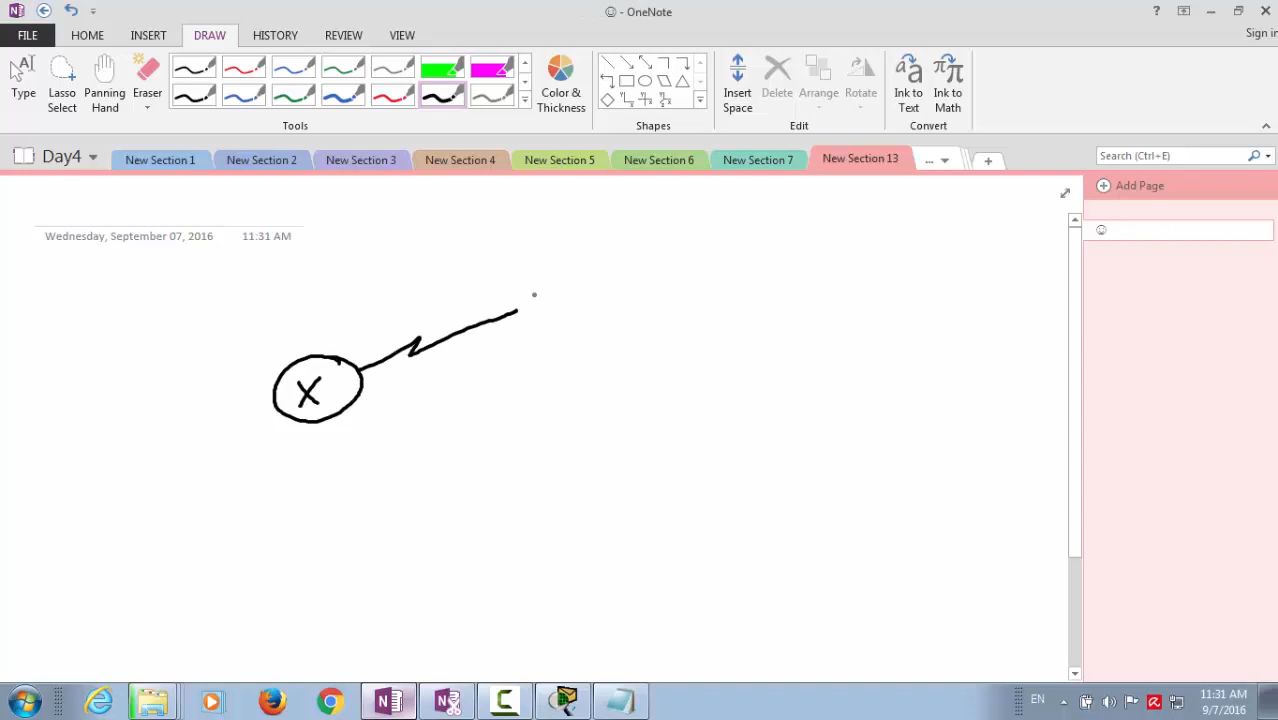 ☺ - OneNote
FILE HOME INSERT DRAW HISTORY REVIEW VIEW
Sign in
Type
Lasso Select
Panning Hand
Eraser
Color & Thickness
Insert Space
Delete
Arrange
Rotate
Ink to Text
Ink to Math
Tools Shapes Edit Convert
Day4 New Section 1 New Section 2 New Section 3 New Section 4 New Section 5 New Section 6 New Section 7 New Section 13 ... Search (Ctrl+E)
Add Page
Wednesday, September 07, 2016 11:31 AM
X
EN 11:31 AM
9/7/2016